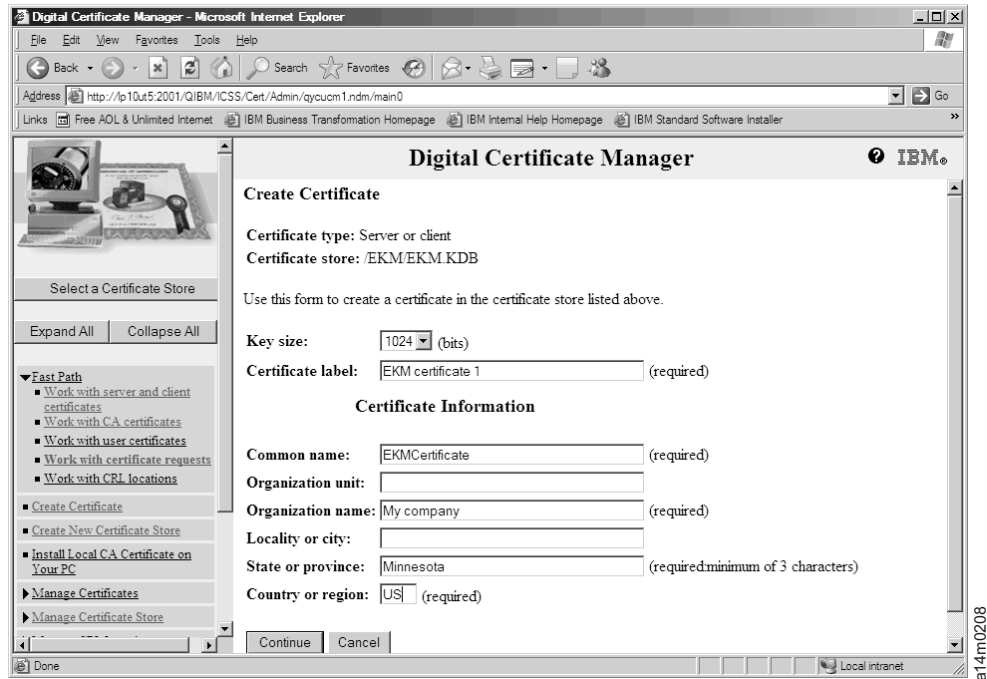 Digital Certificate Manager - Microsoft Internet Explorer
File Edit View Favorites Tools Help
Back Search Favorites
Address http://lp10ut5:2001/QIBM/ICSS/Cert/Admin/qycucm1.ndm/main0 Go
Links Free AOL & Unlimited Internet IBM Business Transformation Homepage IBM Internal Help Homepage IBM Standard Software Installer »
Digital Certificate Manager ? IBM®
Select a Certificate Store
Expand All Collapse All
Fast Path
Work with server and client
certificates
Work with CA certificates
Work with user certificates
Work with certificate requests
Work with CRL locations
Create Certificate
Create New Certificate Store
Install Local CA Certificate on
Your PC
Manage Certificates
Manage Certificate Store
Create Certificate
Certificate type: Server or client
Certificate store: /EKM/EKM.KDB
Use this form to create a certificate in the certificate store listed above.
Key size: 1024 (bits)
Certificate label: EKM certificate 1 (required)
Certificate Information
Common name: EKMCertificate (required)
Organization unit:
Organization name: My company (required)
Locality or city:
State or province: Minnesota (required:minimum of 3 characters)
Country or region: US (required)
Continue Cancel
Done Local intranet
a14m0208